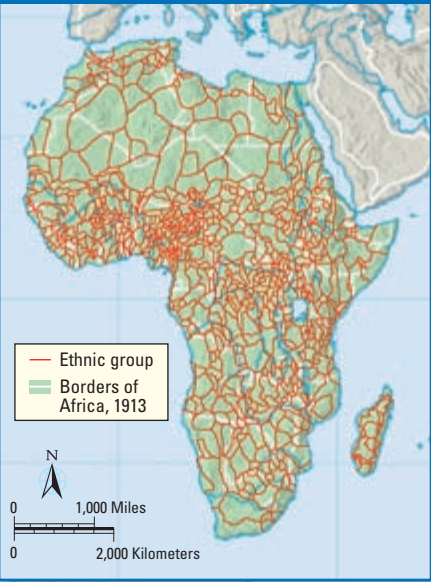 Ethnic group
Borders of
Africa, 1913
N
0 1,000 Miles
0 2,000 Kilometers